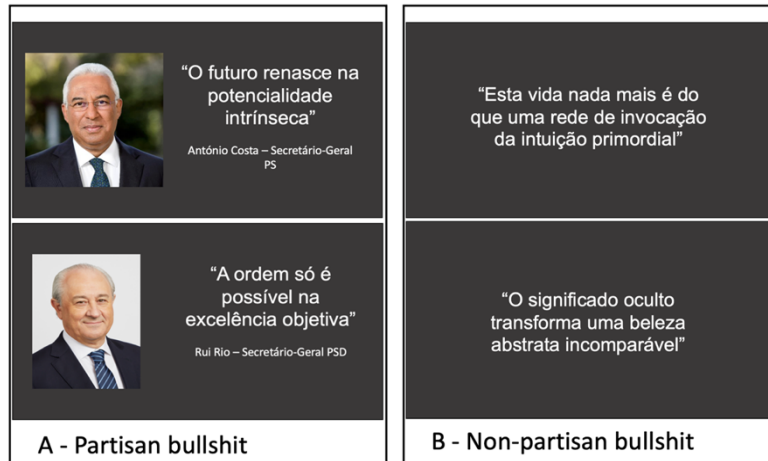 “O futuro renasce na
potencialidade
intrínseca”
António Costa – Secretário-Geral
PS
“A ordem só é
possível na
excelência objetiva”
Rui Rio – Secretário-Geral PSD
A - Partisan bullshit
“Esta vida nada mais é do
que uma rede de invocação
da intuição primordial”
“O significado oculto
transforma uma beleza
abstrata incomparável”
B - Non-partisan bullshit